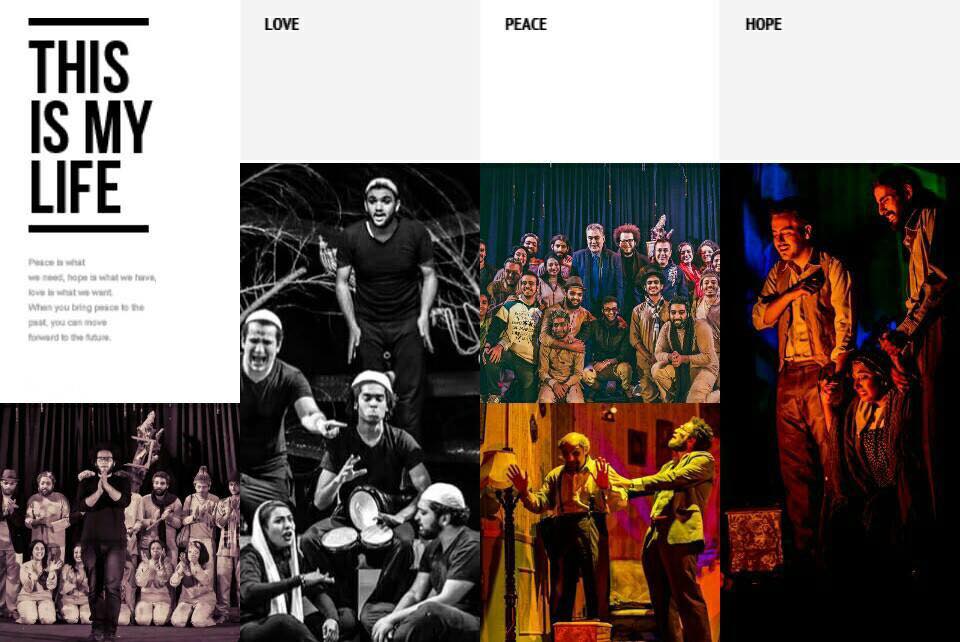 THIS
IS MY
LIFE
Peace is what
we need, hope is what we have,
love is what we want.
When you bring peace to the
past, you can move
forward to the future.
LOVE
PEACE
HOPE